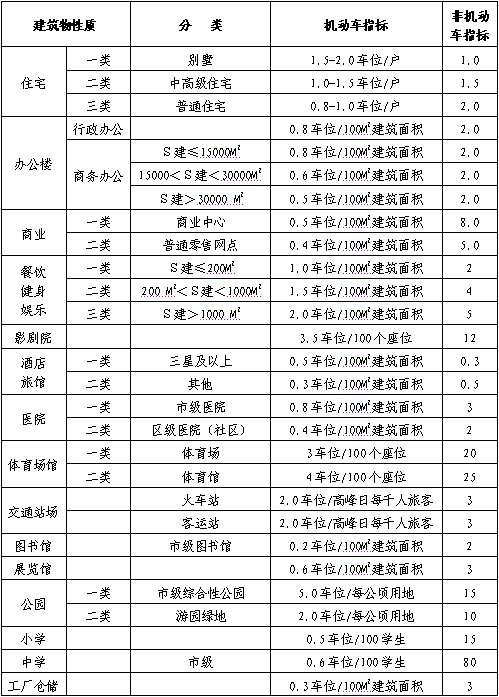 建筑物性质 分 类 机动车指标 非机动车指标
住宅 一类 别墅 1.5-2.0车位/户 1.0
二类 中高级住宅 1.0-1.5车位/户 1.5
三类 普通住宅 0.8-1.0车位/户 2.0
办公楼 行政办公 0.8车位/100M²建筑面积 2.0
商务办公 S建≤15000M² 0.8车位/100M²建筑面积 2.0
15000<S建<30000M² 0.6车位/100M²建筑面积 2.0
S建>30000 M² 0.5车位/100M²建筑面积 2.0
商业 一类 商业中心 0.5车位/100M²建筑面积 8.0
二类 普通零售网点 0.4车位/100M²建筑面积 5.0
餐饮健身娱乐 一类 S建≤200M² 1.0车位/100M²建筑面积 2
二类 200 M²<S建<1000M² 1.5车位/100M²建筑面积 4
三类 S建>1000 M² 2.0车位/100M²建筑面积 5
影剧院 3.5车位/100个座位 12
酒店旅馆 一类 三星及以上 0.5车位/100M²建筑面积 0.3
二类 其他 0.3车位/100M²建筑面积 0.5
医院 一类 市级医院 0.8车位/100M²建筑面积 3
二类 区级医院（社区） 0.4车位/100M²建筑面积 2
体育场馆 一类 体育场 3车位/100个座位 20
二类 体育馆 4车位/100个座位 25
交通站场 火车站 2.0车位/高峰日每千人旅客 3
客运站 2.0车位/高峰日每千人旅客 3
图书馆 市级图书馆 0.2车位/100M²建筑面积 2
展览馆 0.6车位/100M²建筑面积 3
公园 一类 市级综合性公园 5.0车位/每公顷用地 15
二类 游园绿地 2.0车位/每公顷用地 10
小学 0.5车位/100学生 15
中学 市级 0.6车位/100学生 80
工厂仓储 0.3车位/100M²建筑面积 3